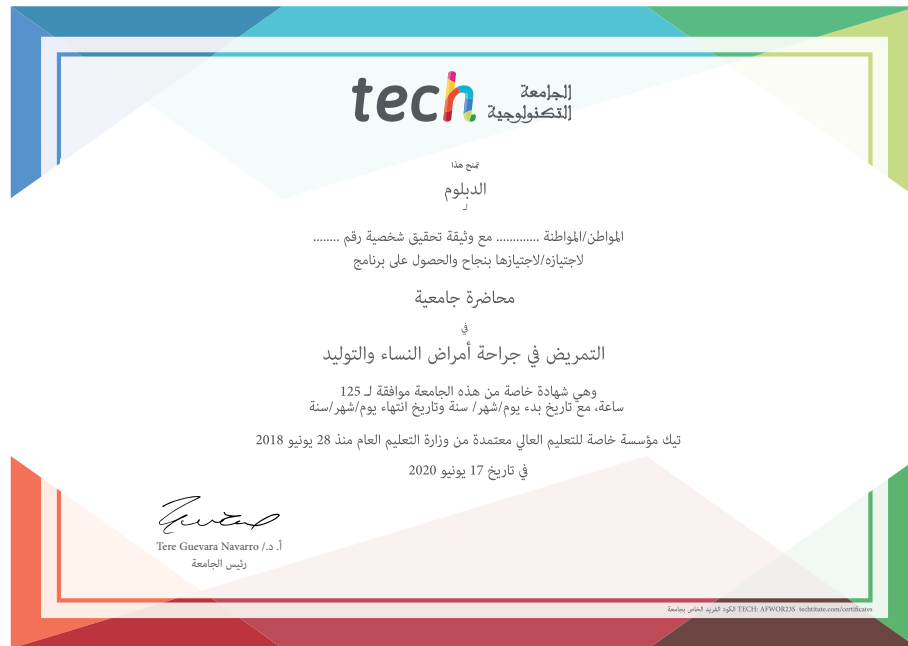 tech الجامعة
التكنولوجية
تمنح هذا
الدبلوم
لـ
المواطن/المواطنة ............ مع وثيقة تحقيق شخصية رقم ........
لاجتيازه/لاجتيازها بنجاح والحصول على برنامج
محاضرة جامعية
في
التمريض في جراحة أمراض النساء والتوليد
وهي شهادة خاصة من هذه الجامعة موافقة لـ 125
ساعة، مع تاريخ بدء يوم/شهر/ سنة وتاريخ انتهاء يوم/شهر/سنة
تيك مؤسسة خاصة للتعليم العالي معتمدة من وزارة التعليم العام منذ 28 يونيو 2018
في تاريخ 17 يونيو 2020
أ. د./ Tere Guevara Navarro
رئيس الجامعة
الكود الفريد الخاص بجامعة TECH: AFWOR23S techtitute.com/certificates